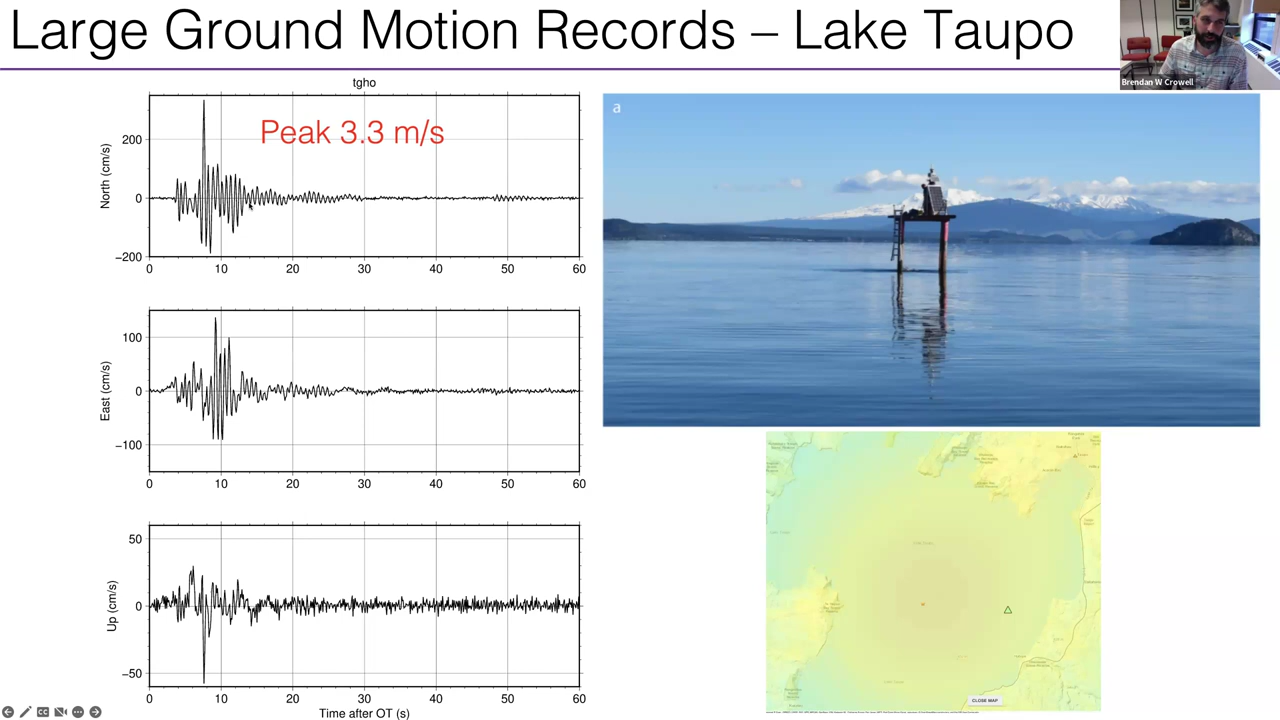 Large Ground Motion Records – Lake Taupo
Brendan W Crowell
tgho
Peak 3.3 m/s
North (cm/s)
200
0
−200
0 10 20 30 40 50 60
East (cm/s)
100
0
−100
0 10 20 30 40 50 60
Up (cm/s)
50
0
−50
0 10 20 30 40 50 60
Time after OT (s)
a
CLOSE MAP